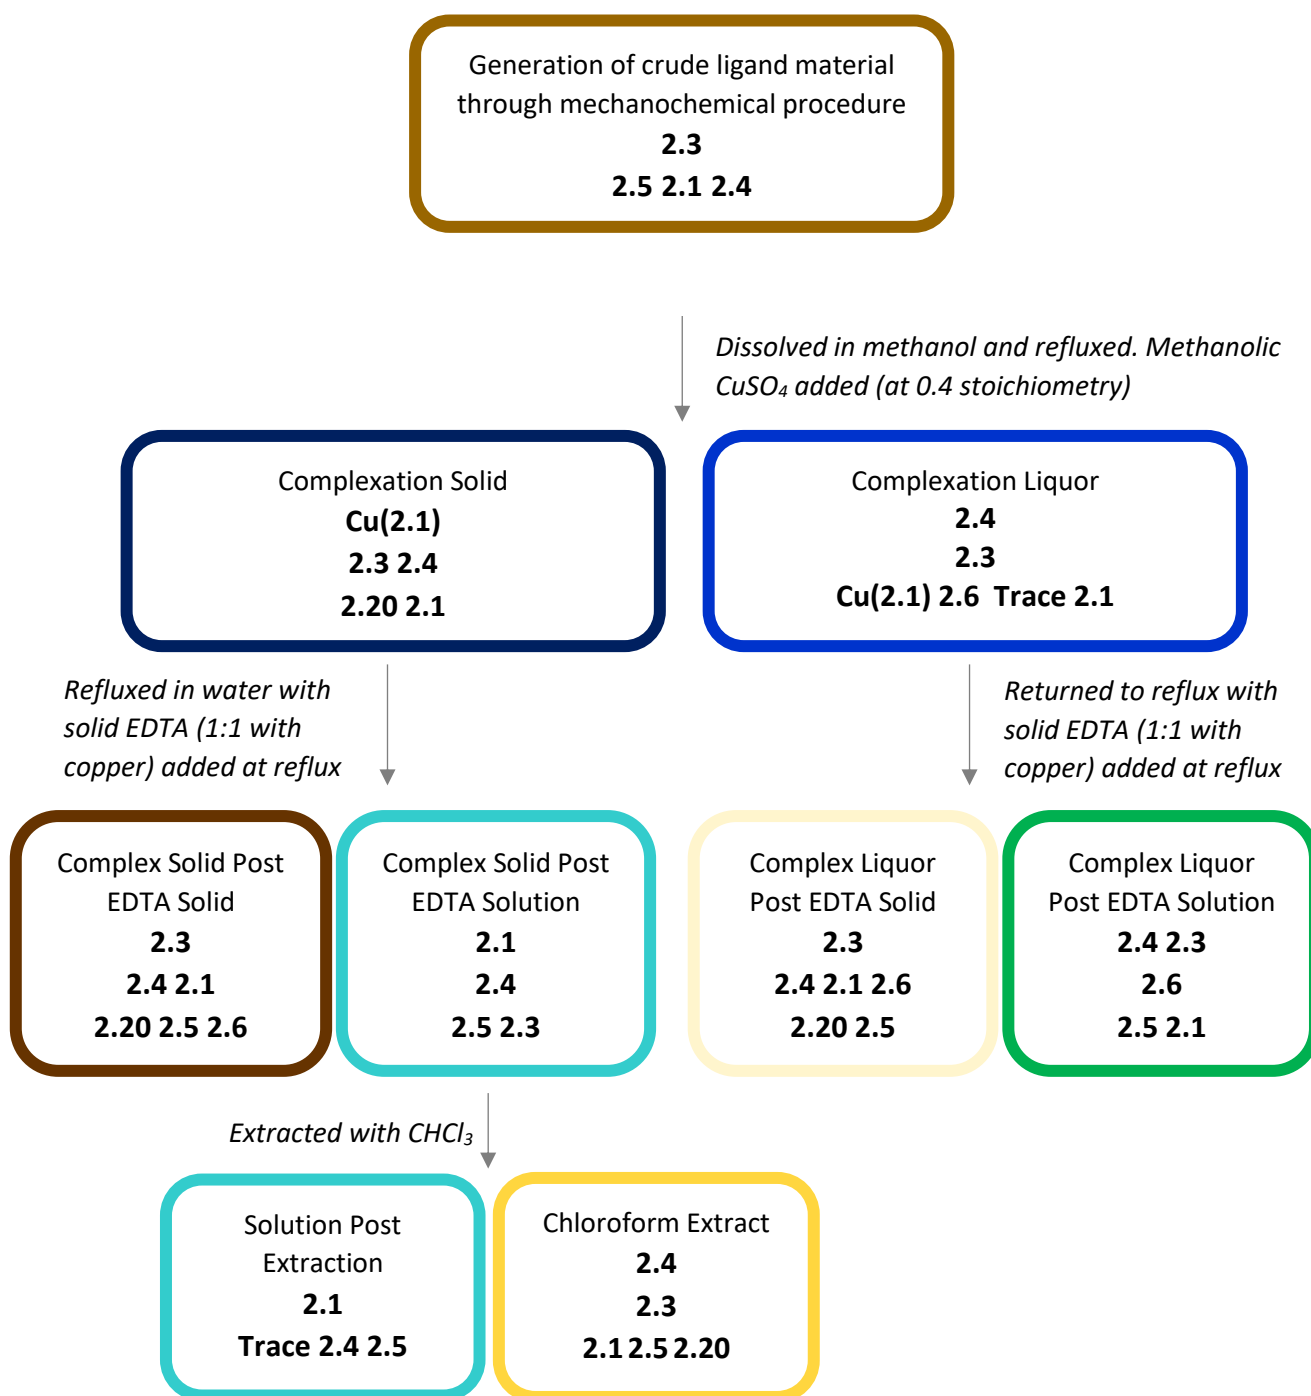 Generation of crude ligand material
through mechanochemical procedure
2.3
2.5 2.1 2.4
Dissolved in methanol and refluxed. Methanolic
CuSO₄ added (at 0.4 stoichiometry)
Complexation Solid
Cu(2.1)
2.3 2.4
2.20 2.1
Complexation Liquor
2.4
2.3
Cu(2.1) 2.6 Trace 2.1
Refluxed in water with
solid EDTA (1:1 with
copper) added at reflux
Returned to reflux with
solid EDTA (1:1 with
copper) added at reflux
Complex Solid Post
EDTA Solid
2.3
2.4 2.1
2.20 2.5 2.6
Complex Solid Post
EDTA Solution
2.1
2.4
2.5 2.3
Complex Liquor
Post EDTA Solid
2.3
2.4 2.1 2.6
2.20 2.5
Complex Liquor
Post EDTA Solution
2.4 2.3
2.6
2.5 2.1
Extracted with CHCl₃
Solution Post
Extraction
2.1
Trace 2.4 2.5
Chloroform Extract
2.4
2.3
2.1 2.5 2.20